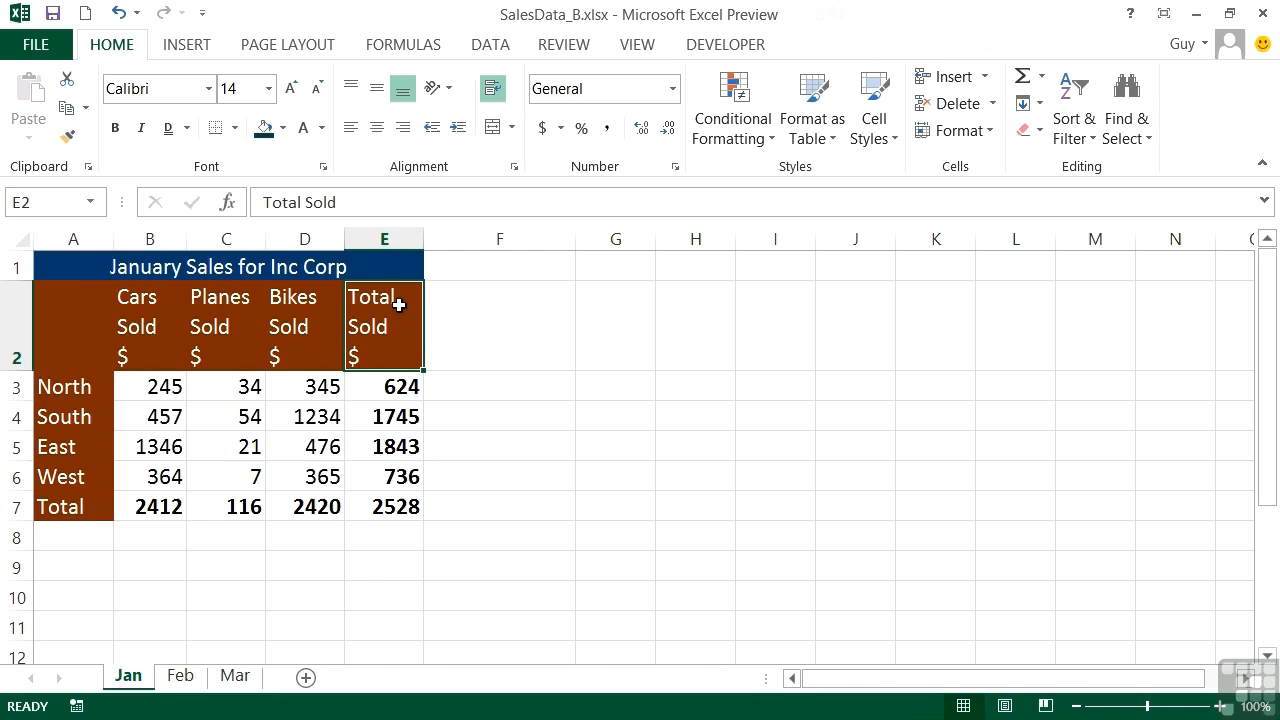 SalesData_B.xlsx - Microsoft Excel Preview
FILE HOME INSERT PAGE LAYOUT FORMULAS DATA REVIEW VIEW DEVELOPER Guy
Calibri 14 General Insert
Delete
Format
Paste
B I D A $ % ,
Conditional Formatting
Format as Table
Cell Styles
Sort & Filter
Find & Select
Clipboard Font Alignment Number Styles Cells Editing
E2 fx Total Sold
A B C D E F G H I J K L M N
1 January Sales for Inc Corp
2 Cars Sold $ Planes Sold $ Bikes Sold $ Total Sold $
3 North 245 34 345 624
4 South 457 54 1234 1745
5 East 1346 21 476 1843
6 West 364 7 365 736
7 Total 2412 116 2420 2528
8
9
10
11
12
Jan Feb Mar
READY 100%